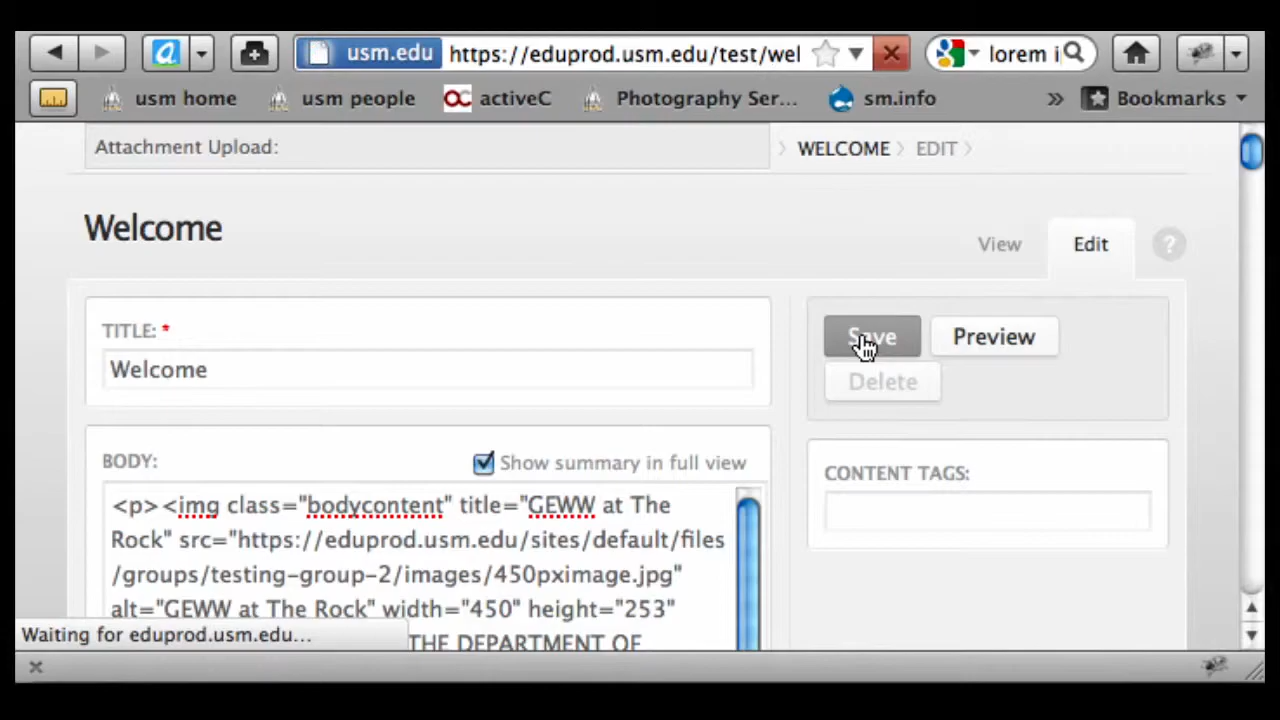 usm.edu https://eduprod.usm.edu/test/wel lorem i
usm home usm people activeC Photography Ser... sm.info » Bookmarks
Attachment Upload: WELCOME EDIT
Welcome
View Edit ?
TITLE: *
Save Preview
Welcome
Delete
BODY: Show summary in full view
CONTENT TAGS:
<p><img class="bodycontent" title="GEWW at The
Rock" src="https://eduprod.usm.edu/sites/default/files
/groups/testing-group-2/images/450pximage.jpg"
alt="GEWW at The Rock" width="450" height="253"
Waiting for eduprod.usm.edu... THE DEPARTMENT OF